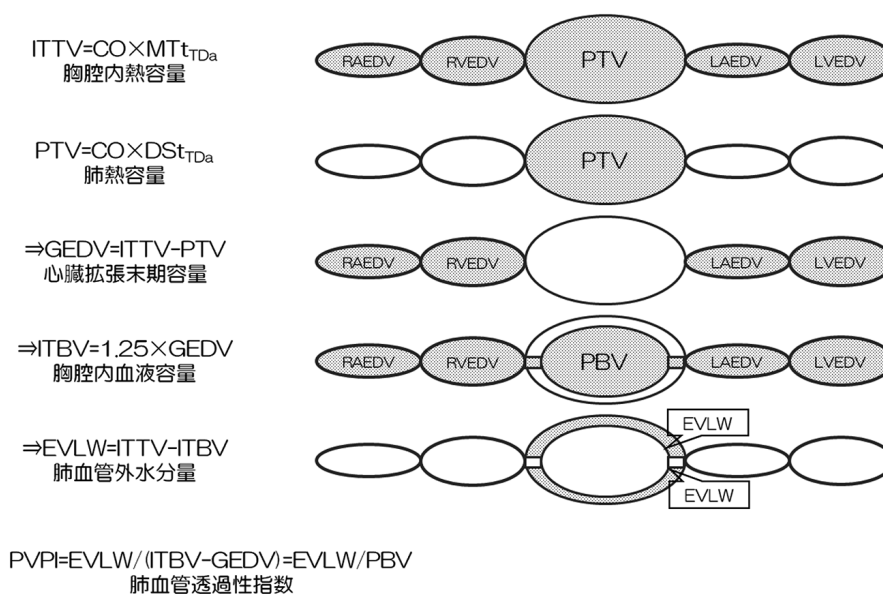 ITTV=CO×MTt_TDa
胸腔内熱容量
RAEDV RVEDV PTV LAEDV LVEDV
PTV=CO×DSt_TDa
肺熱容量
PTV
⇒GEDV=ITTV-PTV
心臓拡張末期容量
RAEDV RVEDV LAEDV LVEDV
⇒ITBV=1.25×GEDV
胸腔内血液容量
RAEDV RVEDV PBV LAEDV LVEDV
EVLW
⇒EVLW=ITTV-ITBV
肺血管外水分量
EVLW
PVPI=EVLW/(ITBV-GEDV)=EVLW/PBV
肺血管透過性指数